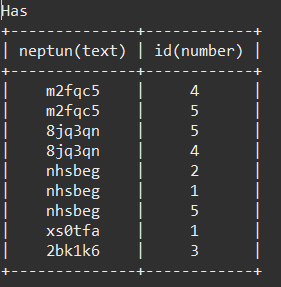 Has
+--------------+------------+
| neptun(text) | id(number) |
+--------------+------------+
| m2fqc5 | 4 |
| m2fqc5 | 5 |
| 8jq3qn | 5 |
| 8jq3qn | 4 |
| nhsbeg | 2 |
| nhsbeg | 1 |
| nhsbeg | 5 |
| xs0tfa | 1 |
| 2bk1k6 | 3 |
+--------------+------------+